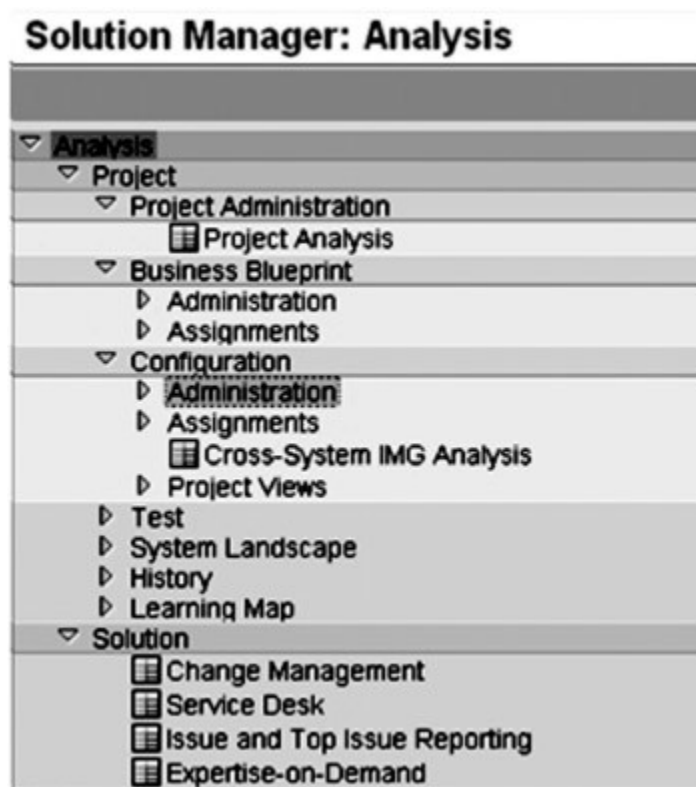 Solution Manager: Analysis
Analysis
Project
Project Administration
Project Analysis
Business Blueprint
Administration
Assignments
Configuration
Administration
Assignments
Cross-System IMG Analysis
Project Views
Test
System Landscape
History
Learning Map
Solution
Change Management
Service Desk
Issue and Top Issue Reporting
Expertise-on-Demand